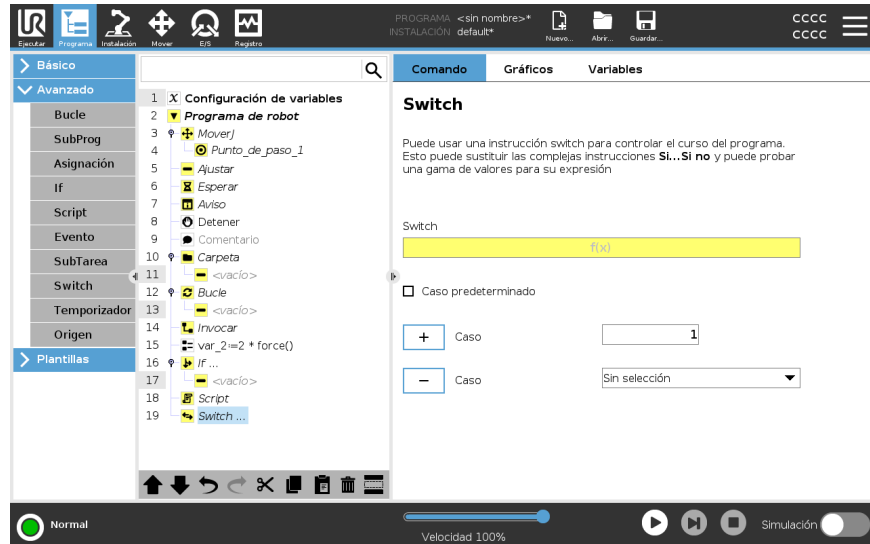 PROGRAMA <sin nombre>*
INSTALACIÓN default*
Ejecutar Programa Instalación Mover E/S Registro Nuevo... Abrir... Guardar...
CCCC
CCCC
Básico
Avanzado
Bucle
SubProg
Asignación
If
Script
Evento
SubTarea
Switch
Temporizador
Origen
Plantillas
1 X Configuración de variables
2 Programa de robot
3 MoverJ
4 Punto_de_paso_1
5 Ajustar
6 Esperar
7 Aviso
8 Detener
9 Comentario
10 Carpeta
11 <vacío>
12 Bucle
13 <vacío>
14 Invocar
15 var_2:=2 * force()
16 If ...
17 <vacío>
18 Script
19 Switch ...
Comando Gráficos Variables
Switch
Puede usar una instrucción switch para controlar el curso del programa.
Esto puede sustituir las complejas instrucciones Si...Si no y puede probar
una gama de valores para su expresión
Switch
f(x)
Caso predeterminado
+ Caso 1
− Caso Sin selección
Normal
Velocidad 100%
Simulación